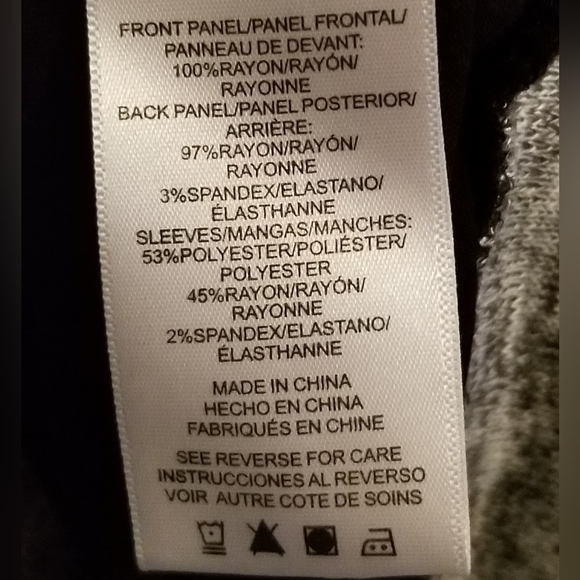 FRONT PANEL/PANEL FRONTAL/
PANNEAU DE DEVANT:
100%RAYON/RAYÓN/
RAYONNE
BACK PANEL/PANEL POSTERIOR/
ARRIÈRE:
97%RAYON/RAYÓN/
RAYONNE
3%SPANDEX/ELASTANO/
ÉLASTHANNE
SLEEVES/MANGAS/MANCHES:
53%POLYESTER/POLIÉSTER/
POLYESTER
45%RAYON/RAYÓN/
RAYONNE
2%SPANDEX/ELASTANO/
ÉLASTHANNE
MADE IN CHINA
HECHO EN CHINA
FABRIQUÉS EN CHINE
SEE REVERSE FOR CARE
INSTRUCCIONES AL REVERSO
VOIR AUTRE COTE DE SOINS